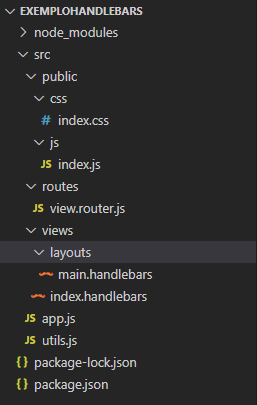 EXEMPLOHANDLEBARS
node_modules
src
public
css
# index.css
js
JS index.js
routes
JS view.router.js
views
layouts
main.handlebars
index.handlebars
JS app.js
JS utils.js
{} package-lock.json
{} package.json